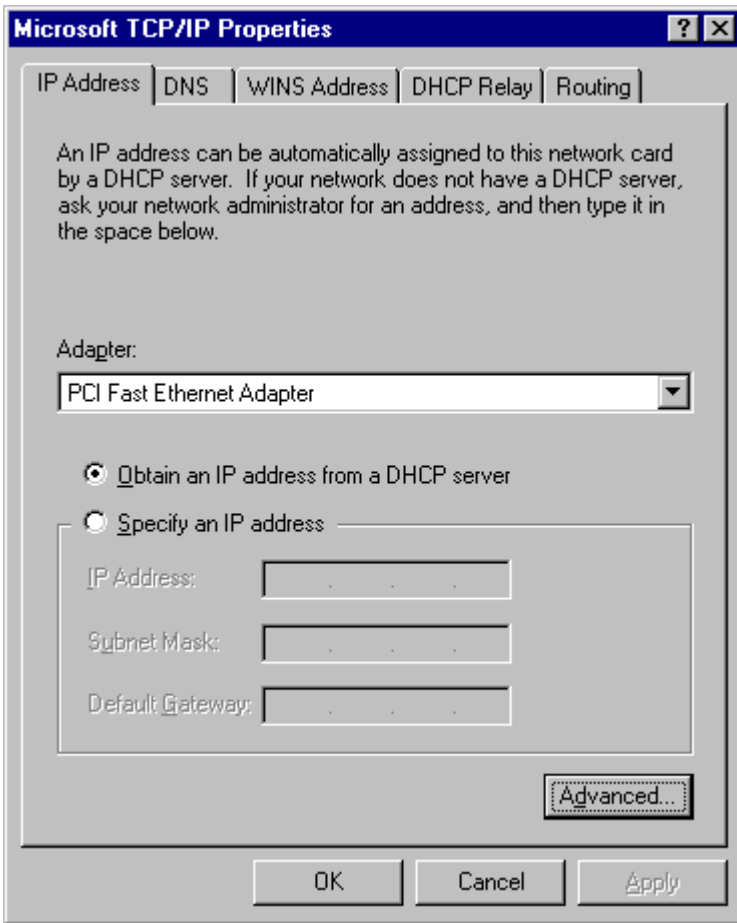 Microsoft TCP/IP Properties
IP Address DNS WINS Address DHCP Relay Routing
An IP address can be automatically assigned to this network card
by a DHCP server. If your network does not have a DHCP server,
ask your network administrator for an address, and then type it in
the space below.
Adapter:
PCI Fast Ethernet Adapter
Obtain an IP address from a DHCP server
Specify an IP address
IP Address: . . .
Subnet Mask: . . .
Default Gateway: . . .
Advanced...
OK Cancel Apply